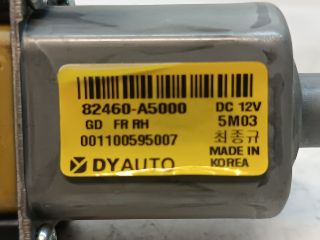 82460-A5000 DC 12V
GD FR RH 5M03
001100595007 최종규
DYAUTO MADE IN
KOREA